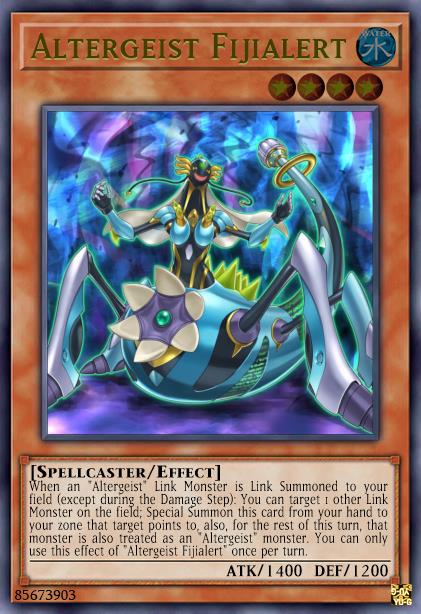 ALTERGEIST FIJIALERT
WATER
水
[SPELLCASTER/EFFECT]
When an "Altergeist" Link Monster is Link Summoned to your
field (except during the Damage Step): You can target 1 other Link
Monster on the field; Special Summon this card from your hand to
your zone that target points to, also, for the rest of this turn, that
monster is also treated as an "Altergeist" monster. You can only
use this effect of "Altergeist Fijialert" once per turn.
ATK/1400 DEF/1200
85673903